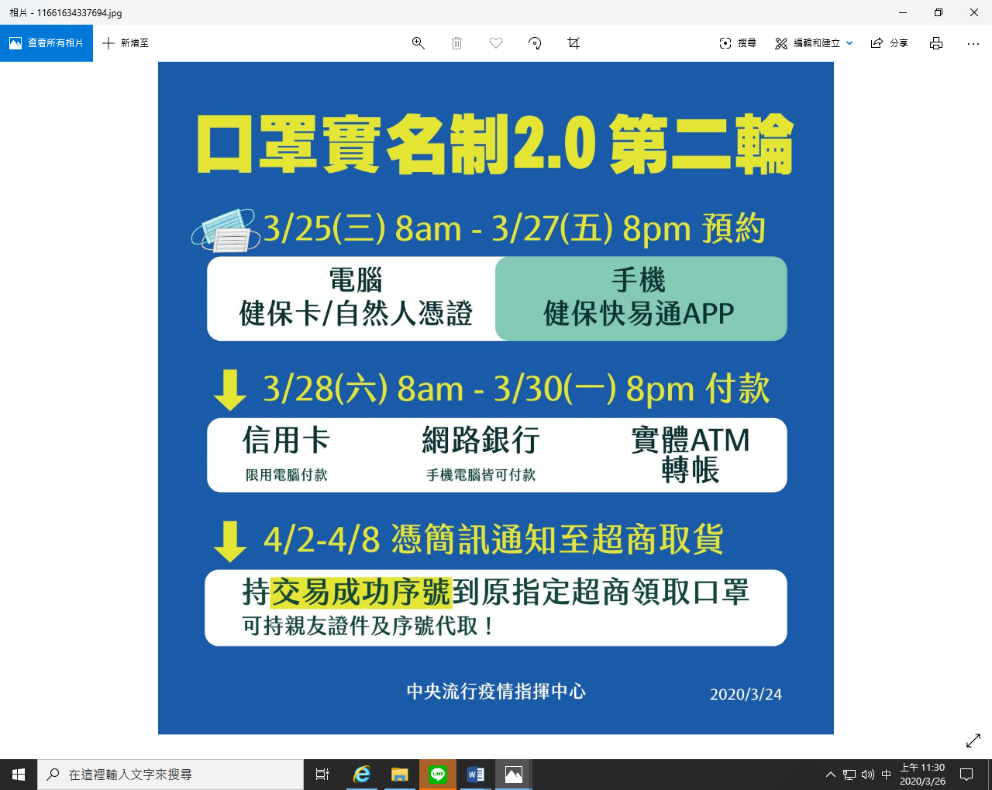 相片 - 11661634337694.jpg
查看所有相片
新增至
搜尋
編輯和建立
分享
口罩實名制2.0 第二輪
3/25(三) 8am - 3/27(五) 8pm 預約
電腦
健保卡/自然人憑證
手機
健保快易通APP
3/28(六) 8am - 3/30(一) 8pm 付款
信用卡
限用電腦付款
網路銀行
手機電腦皆可付款
實體ATM
轉帳
4/2-4/8 憑簡訊通知至超商取貨
持交易成功序號到原指定超商領取口罩
可持親友證件及序號代取！
中央流行疫情指揮中心
2020/3/24
在這裡輸入文字來搜尋
中
上午 11:30
2020/3/26